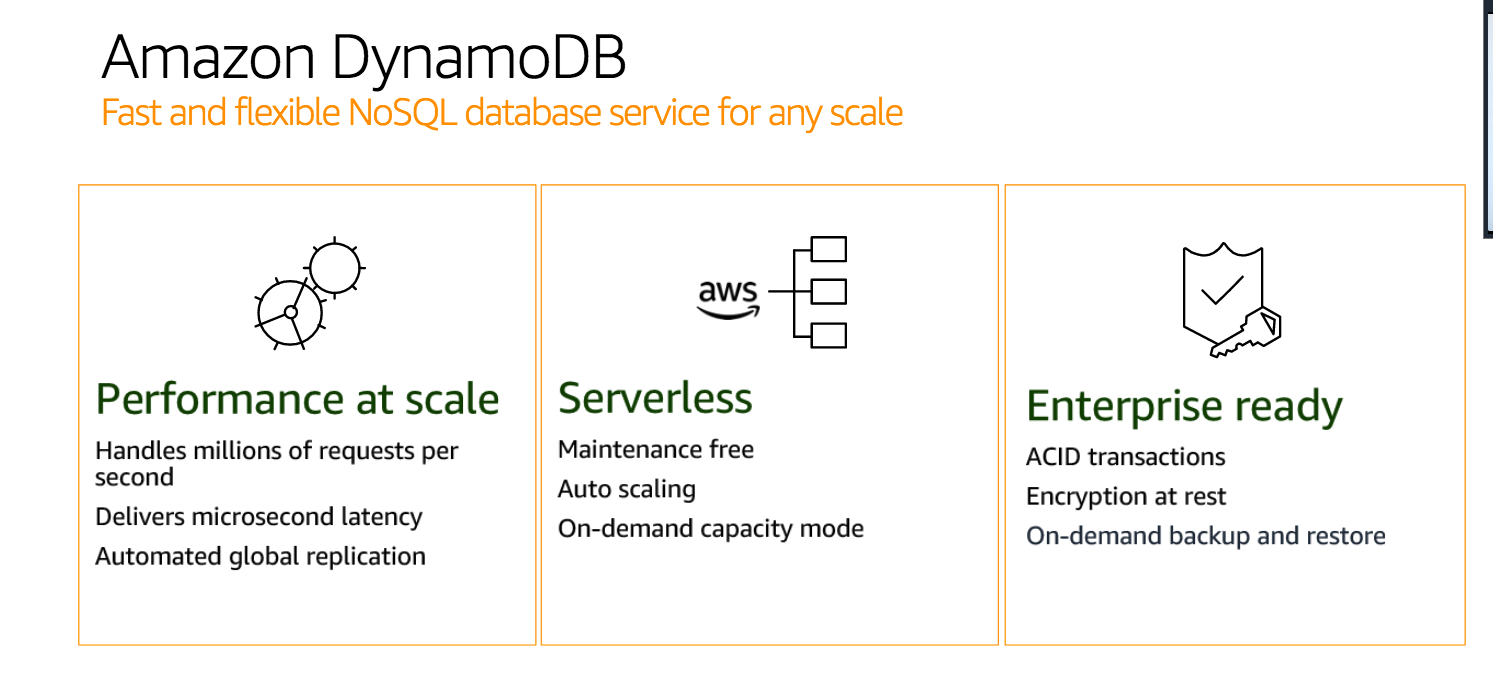 Amazon DynamoDB
Fast and flexible NoSQL database service for any scale
Performance at scale
Handles millions of requests per
second
Delivers microsecond latency
Automated global replication
aws
Serverless
Maintenance free
Auto scaling
On-demand capacity mode
Enterprise ready
ACID transactions
Encryption at rest
On-demand backup and restore